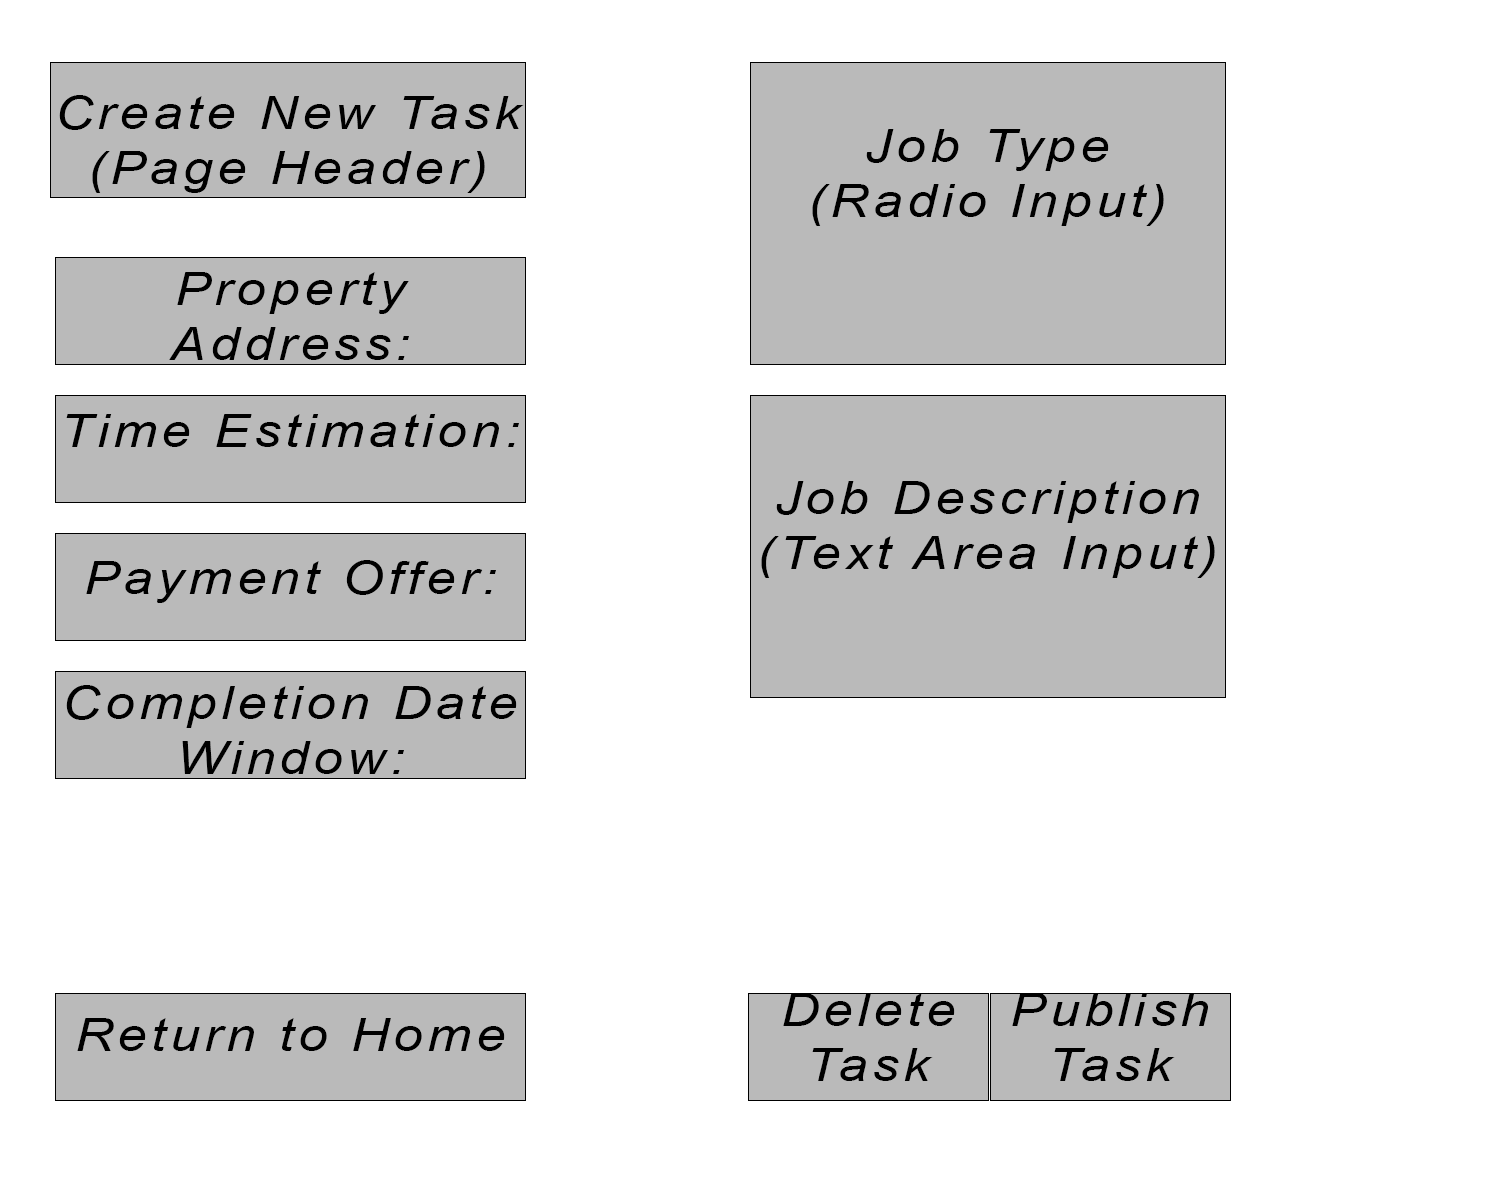 Create New Task
(Page Header)
Property
Address:
Time Estimation:
Payment Offer:
Completion Date
Window:
Job Type
(Radio Input)
Job Description
(Text Area Input)
Return to Home
Delete
Task
Publish
Task